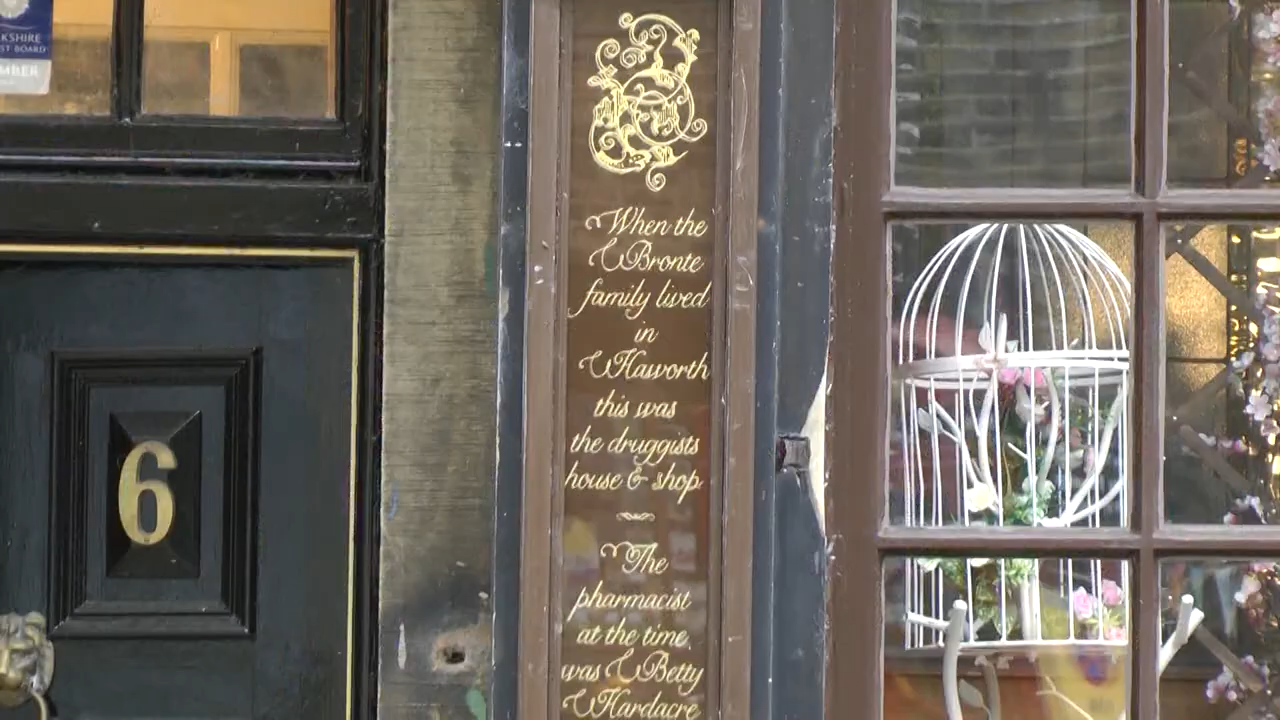 KSHIRE
ST BOARD
MBER
6
When the
Bronte
family lived
in
Haworth
this was
the druggists
house & shop
The
pharmacist
at the time,
was Betty
Hardacre